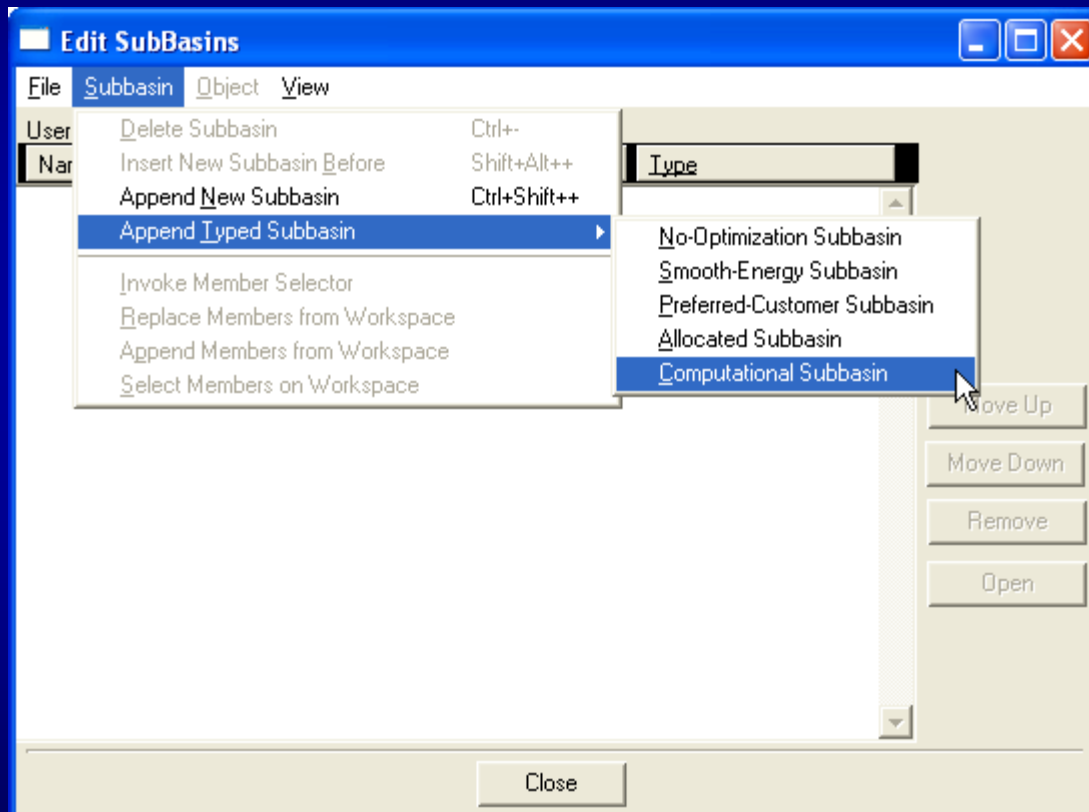 Edit SubBasins
File Subbasin Object View
User
Nar Type
Delete Subbasin Ctrl+-
Insert New Subbasin Before Shift+Alt++
Append New Subbasin Ctrl+Shift++
Append Typed Subbasin
No-Optimization Subbasin
Smooth-Energy Subbasin
Preferred-Customer Subbasin
Allocated Subbasin
Computational Subbasin
Invoke Member Selector
Replace Members from Workspace
Append Members from Workspace
Select Members on Workspace
Move Up
Move Down
Remove
Open
Close